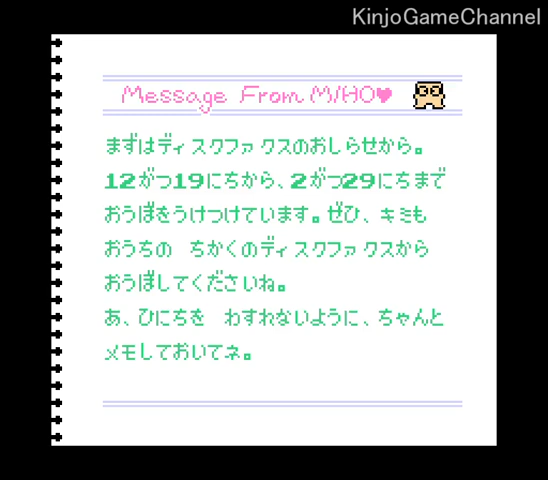 KinjoGameChannel
Message From MIHO♥
まずはディスクファクスのおしらせから。
12がつ19にちから、2がつ29にちまで
おうぼをうけつけています。ぜひ、キミも
おうちの ちかくのディスクファクスから
おうぼしてくださいね。
あ、ひにちを わすれないように、ちゃんと
メモしておいてネ。